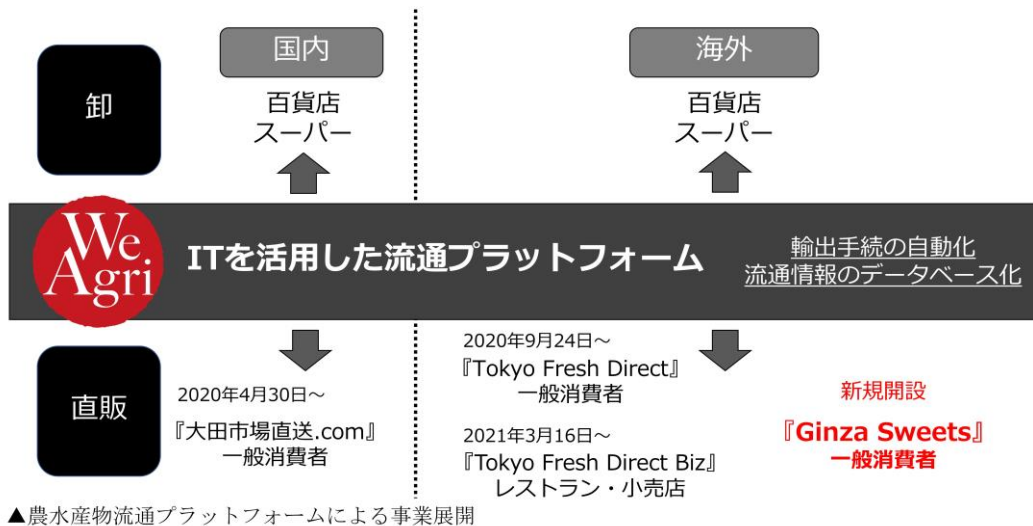 国内
海外
卸
百貨店
スーパー
百貨店
スーパー
We
Agri
ITを活用した流通プラットフォーム
輸出手続の自動化
流通情報のデータベース化
直販
2020年4月30日～
『大田市場直送.com』
一般消費者
2020年9月24日～
『Tokyo Fresh Direct』
一般消費者
2021年3月16日～
『Tokyo Fresh Direct Biz』
レストラン・小売店
新規開設
『Ginza Sweets』
一般消費者
▲農水産物流通プラットフォームによる事業展開